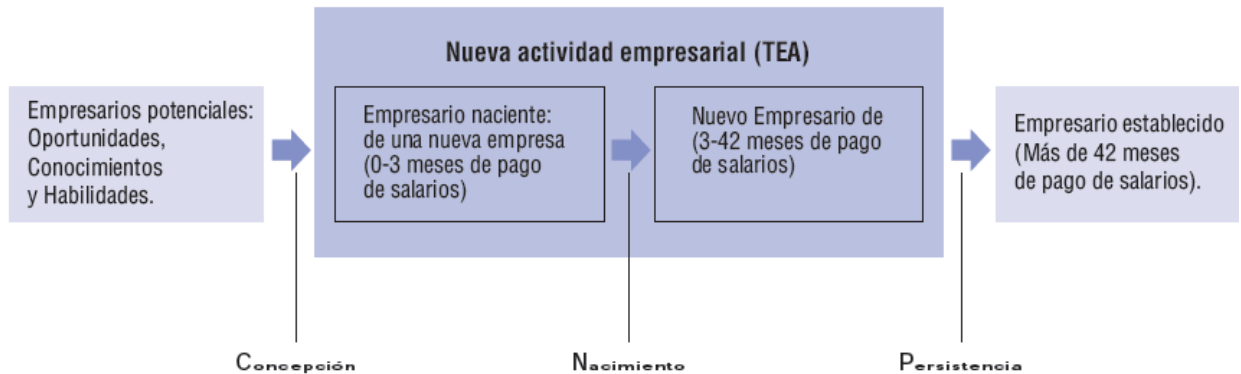 Nueva actividad empresarial (TEA)
Empresarios potenciales:
Oportunidades,
Conocimientos
y Habilidades.
Empresario naciente:
de una nueva empresa
(0-3 meses de pago
de salarios)
Nuevo Empresario de
(3-42 meses de pago
de salarios)
Empresario establecido
(Más de 42 meses
de pago de salarios).
Concepción
Nacimiento
Persistencia